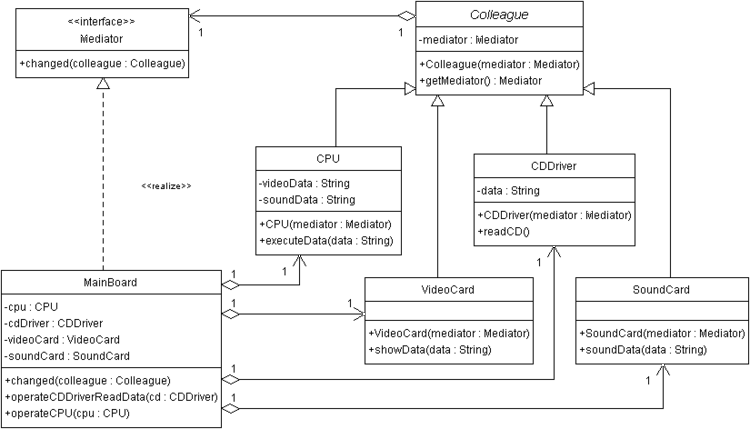 <<interface>>
Mediator
+changed(colleague : Colleague)
1
1
Colleague
-mediator : Mediator
+Colleague(mediator : Mediator)
+getMediator() : Mediator
<<realize>>
CPU
-videoData : String
-soundData : String
+CPU(mediator : Mediator)
+executeData(data : String)
CDDriver
-data : String
+CDDriver(mediator : Mediator)
+readCD()
MainBoard
-cpu : CPU
-cdDriver : CDDriver
-videoCard : VideoCard
-soundCard : SoundCard
+changed(colleague : Colleague)
+operateCDDriverReadData(cd : CDDriver)
+operateCPU(cpu : CPU)
1
1
1
1
1
1
1
1
VideoCard
+VideoCard(mediator : Mediator)
+showData(data : String)
SoundCard
+SoundCard(mediator : Mediator)
+soundData(data : String)